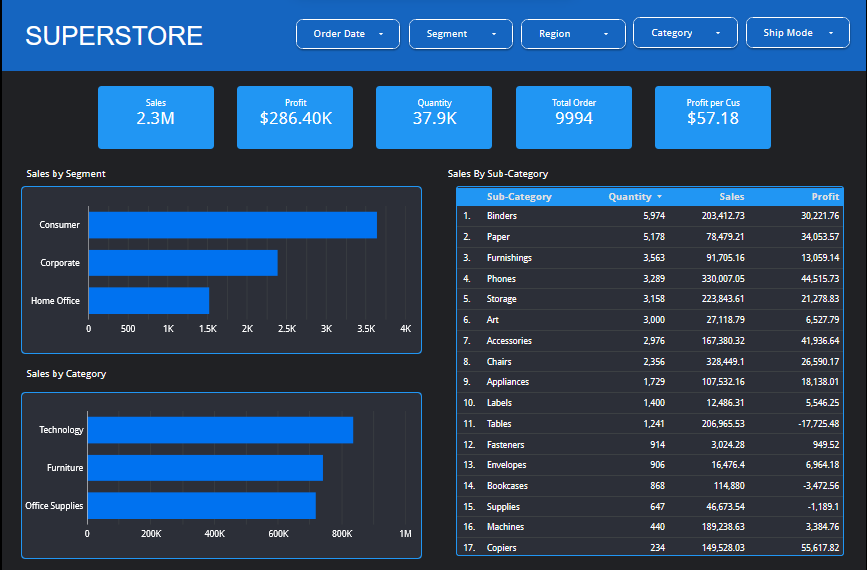 SUPERSTORE
Order Date
Segment
Region
Category
Ship Mode
Sales
2.3M
Profit
$286.40K
Quantity
37.9K
Total Order
9994
Profit per Cus
$57.18
Sales by Segment
Consumer
Corporate
Home Office
0 500 1K 1.5K 2K 2.5K 3K 3.5K 4K
Sales by Category
Technology
Furniture
Office Supplies
0 200K 400K 600K 800K 1M
Sales By Sub-Category
Sub-Category Quantity Sales Profit
1. Binders 5,974 203,412.73 30,221.76
2. Paper 5,178 78,479.21 34,053.57
3. Furnishings 3,563 91,705.16 13,059.14
4. Phones 3,289 330,007.05 44,515.73
5. Storage 3,158 223,843.61 21,278.83
6. Art 3,000 27,118.79 6,527.79
7. Accessories 2,976 167,380.32 41,936.64
8. Chairs 2,356 328,449.1 26,590.17
9. Appliances 1,729 107,532.16 18,138.01
10. Labels 1,400 12,486.31 5,546.25
11. Tables 1,241 206,965.53 -17,725.48
12. Fasteners 914 3,024.28 949.52
13. Envelopes 906 16,476.4 6,964.18
14. Bookcases 868 114,880 -3,472.56
15. Supplies 647 46,673.54 -1,189.1
16. Machines 440 189,238.63 3,384.76
17. Copiers 234 149,528.03 55,617.82